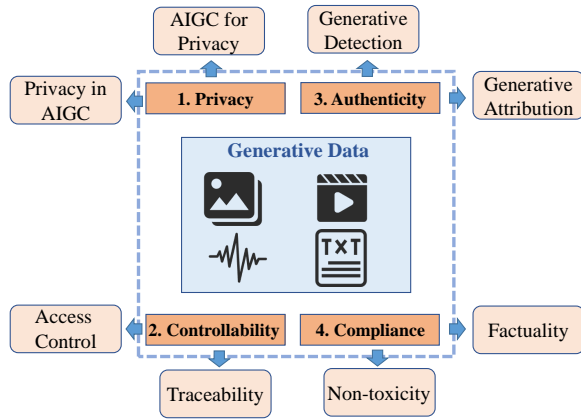 AIGC for
Privacy
Generative
Detection
Privacy in
AIGC
1. Privacy
3. Authenticity
Generative
Attribution
Generative Data
TXT
Access
Control
2. Controllability
4. Compliance
Factuality
Traceability
Non-toxicity